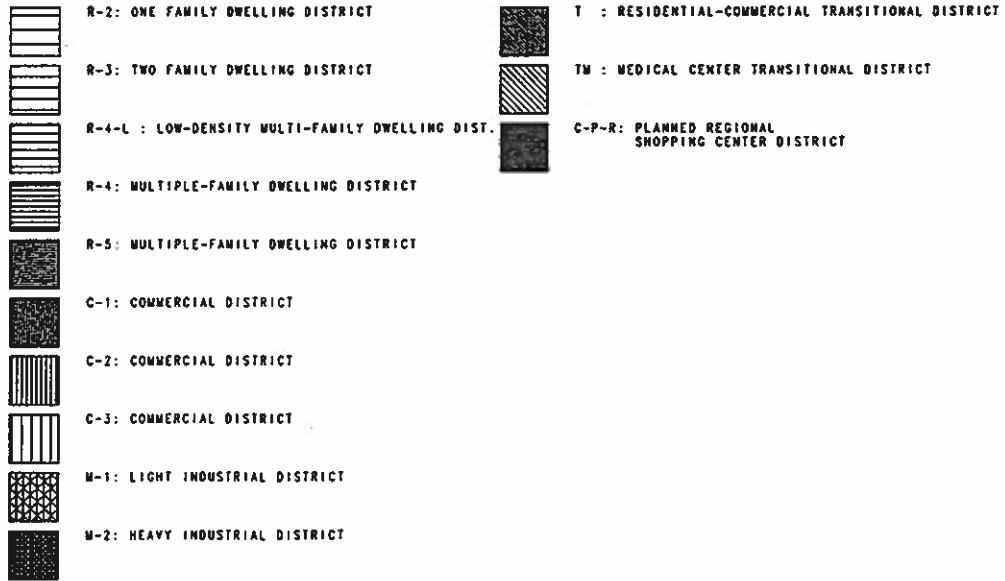 R-2: ONE FAMILY DWELLING DISTRICT
R-3: TWO FAMILY DWELLING DISTRICT
R-4-L : LOW-DENSITY MULTI-FAMILY DWELLING DIST.
R-4: MULTIPLE-FAMILY DWELLING DISTRICT
R-5: MULTIPLE-FAMILY DWELLING DISTRICT
C-1: COMMERCIAL DISTRICT
C-2: COMMERCIAL DISTRICT
C-3: COMMERCIAL DISTRICT
M-1: LIGHT INDUSTRIAL DISTRICT
M-2: HEAVY INDUSTRIAL DISTRICT
T : RESIDENTIAL-COMMERCIAL TRANSITIONAL DISTRICT
TM : MEDICAL CENTER TRANSITIONAL DISTRICT
C-P-R: PLANNED REGIONAL
SHOPPING CENTER DISTRICT